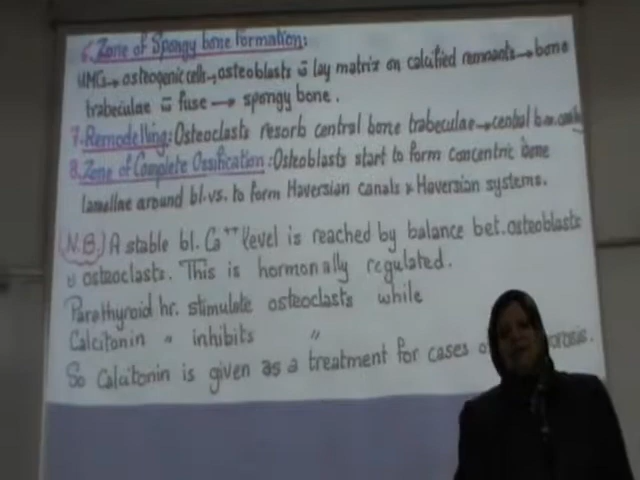 6. Zone of Spongy bone formation:
UMCs → osteogenic cells → osteoblasts lay matrix on calcified remnants → bone
trabeculae fuse → spongy bone.
7. Remodelling: Osteoclasts resorb central bone trabeculae → central b.m. cavity
8. Zone of Complete Ossification: Osteoblasts start to form concentric bone
lamellae around bl. vs. to form Haversian canals & Haversian systems.
N.B. A stable bl. Ca++ level is reached by balance bet. osteoblasts
osteoclasts. This is hormonally regulated.
Parathyroid hr. stimulate osteoclasts while
Calcitonin " inhibits "
So Calcitonin is given as a treatment for cases